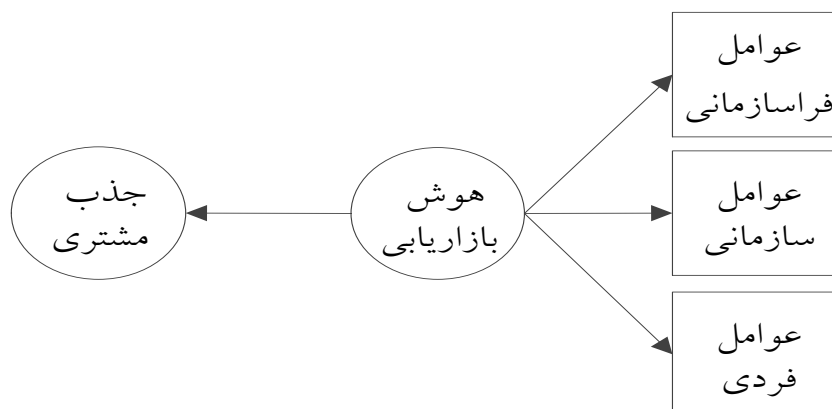 عوامل
فراسازمانی
جذب
مشتری
هوش
بازاریابی
عوامل
سازمانی
عوامل
فردی